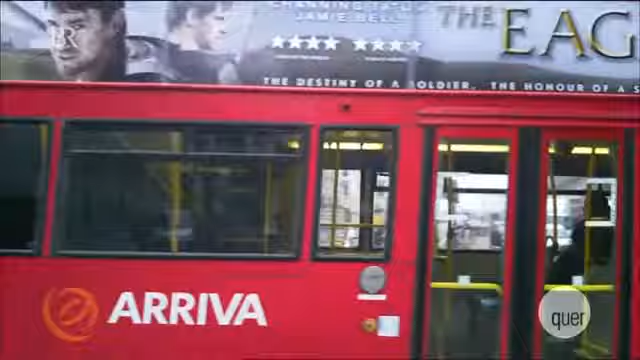 CHANNING TATUM
JAMIE BELL
THE EAG
THE DESTINY OF A SOLDIER. THE HONOUR OF A S
ARRIVA
quer